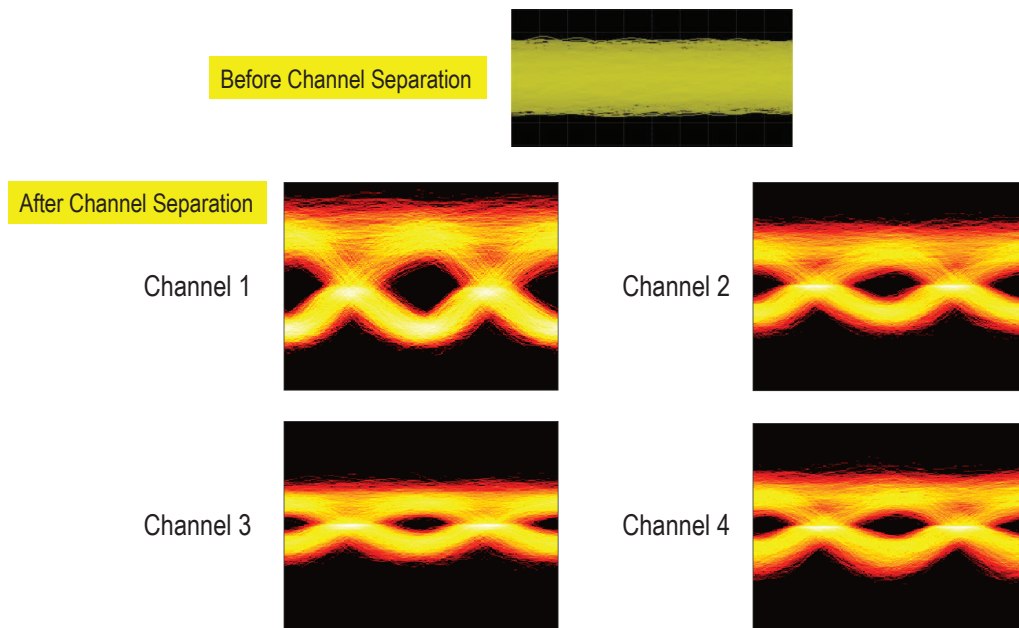 Before Channel Separation
After Channel Separation
Channel 1
Channel 2
Channel 3
Channel 4